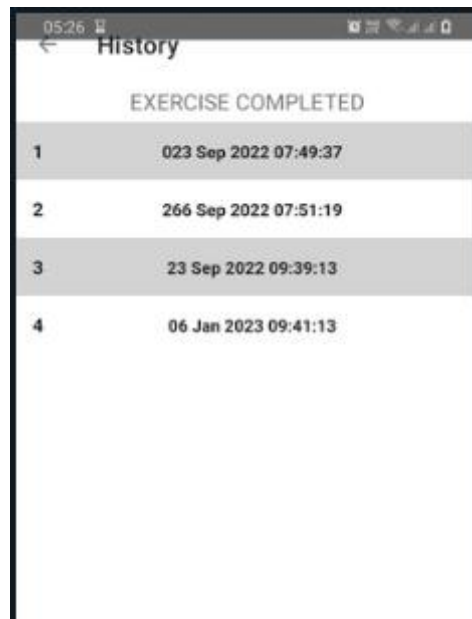 05:26
History
EXERCISE COMPLETED
1 023 Sep 2022 07:49:37
2 266 Sep 2022 07:51:19
3 23 Sep 2022 09:39:13
4 06 Jan 2023 09:41:13